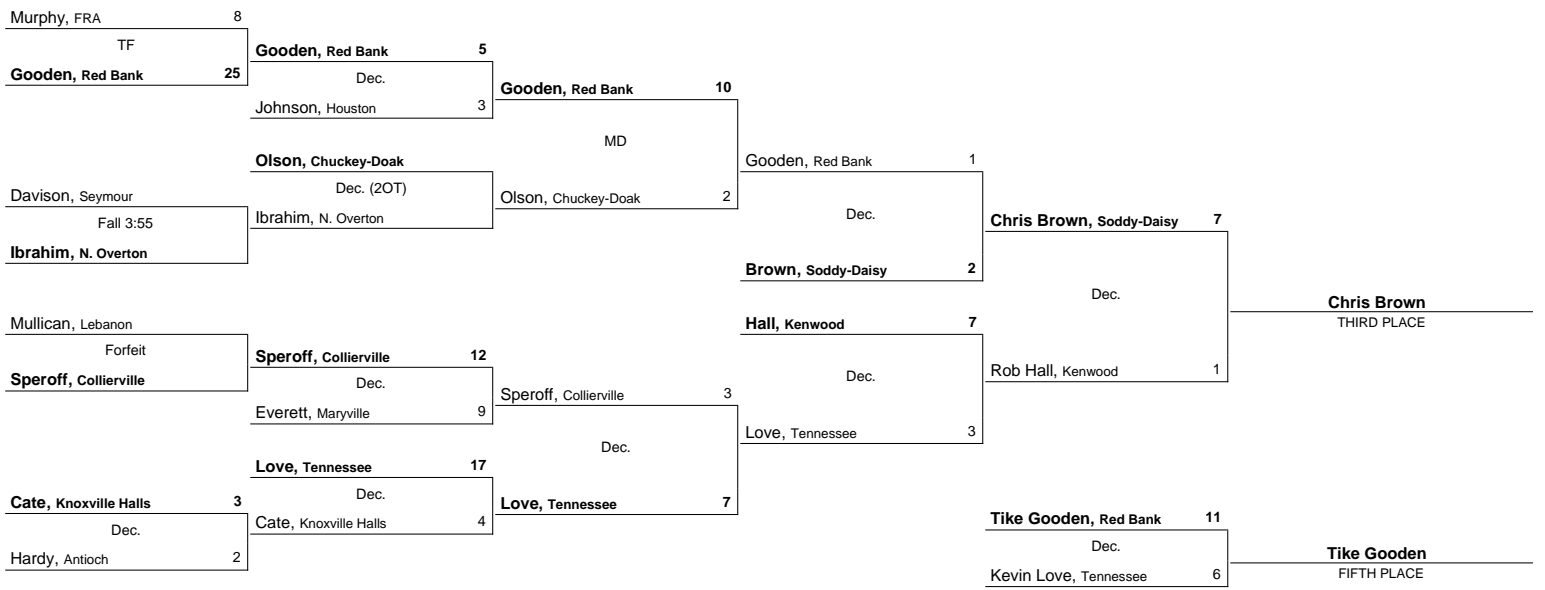 Murphy, FRA 8
TF
Gooden, Red Bank 25
Davison, Seymour
Fall 3:55
Ibrahim, N. Overton
Mullican, Lebanon
Forfeit
Speroff, Collierville
Cate, Knoxville Halls 3
Dec.
Hardy, Antioch 2
Gooden, Red Bank 5
Dec.
Johnson, Houston 3
Olson, Chuckey-Doak
Dec. (2OT)
Ibrahim, N. Overton
Speroff, Collierville 12
Dec.
Everett, Maryville 9
Love, Tennessee 17
Dec.
Cate, Knoxville Halls 4
Gooden, Red Bank 10
MD
Olson, Chuckey-Doak 2
Speroff, Collierville 3
Dec.
Love, Tennessee 7
Gooden, Red Bank 1
Dec.
Brown, Soddy-Daisy 2
Hall, Kenwood 7
Dec.
Love, Tennessee 3
Chris Brown, Soddy-Daisy 7
Dec.
Rob Hall, Kenwood 1
Chris Brown
THIRD PLACE
Tike Gooden, Red Bank 11
Dec.
Kevin Love, Tennessee 6
Tike Gooden
FIFTH PLACE